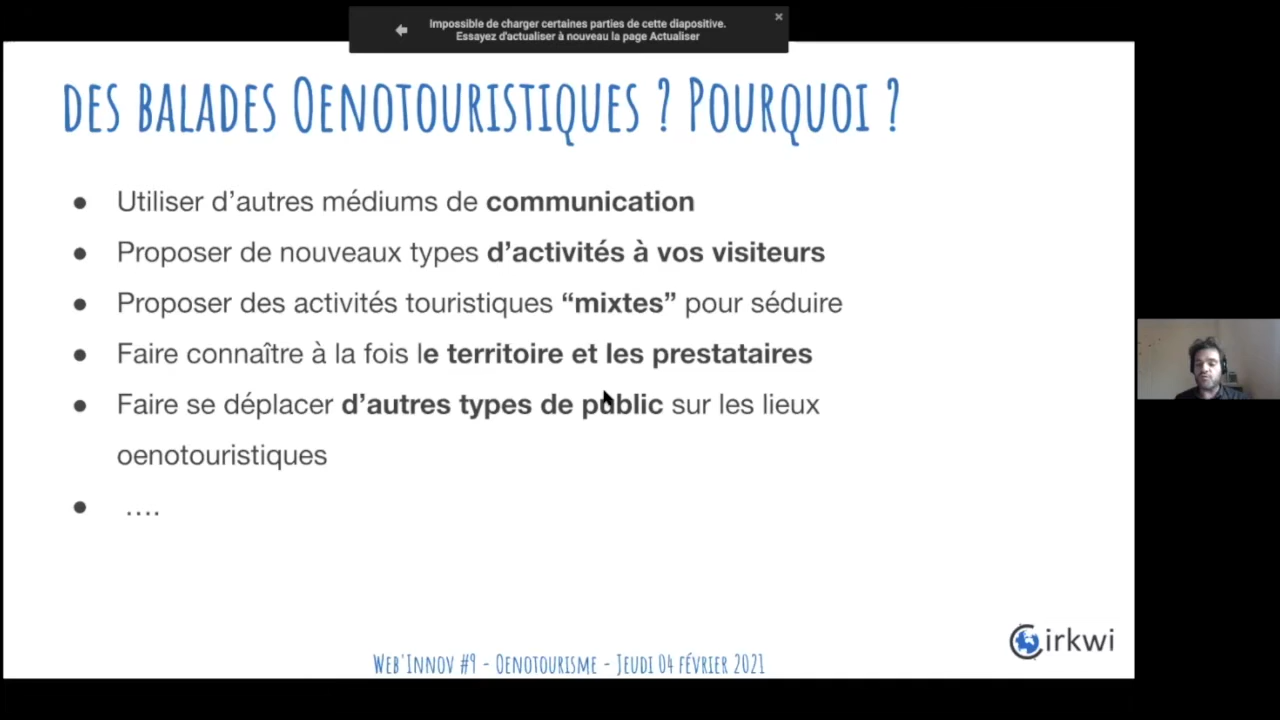 Impossible de charger certaines parties de cette diapositive.
Essayez d'actualiser à nouveau la page Actualiser
DES BALADES OENOTOURISTIQUES ? POURQUOI ?
● Utiliser d’autres médiums de communication
● Proposer de nouveaux types d’activités à vos visiteurs
● Proposer des activités touristiques “mixtes” pour séduire
● Faire connaître à la fois le territoire et les prestataires
● Faire se déplacer d’autres types de public sur les lieux
oenotouristiques
● ....
Cirkwi
WEB'INNOV #9 - OENOTOURISME - JEUDI 04 FÉVRIER 2021